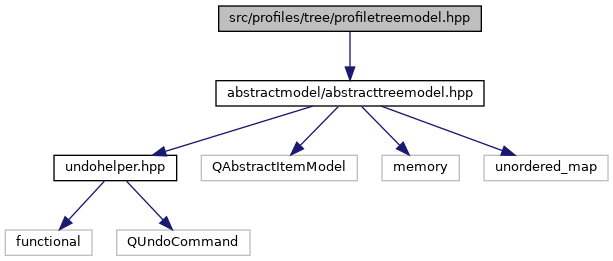 src/profiles/tree/profiletreemodel.hpp
abstractmodel/abstracttreemodel.hpp
undohelper.hpp
QAbstractItemModel
memory
unordered_map
functional
QUndoCommand